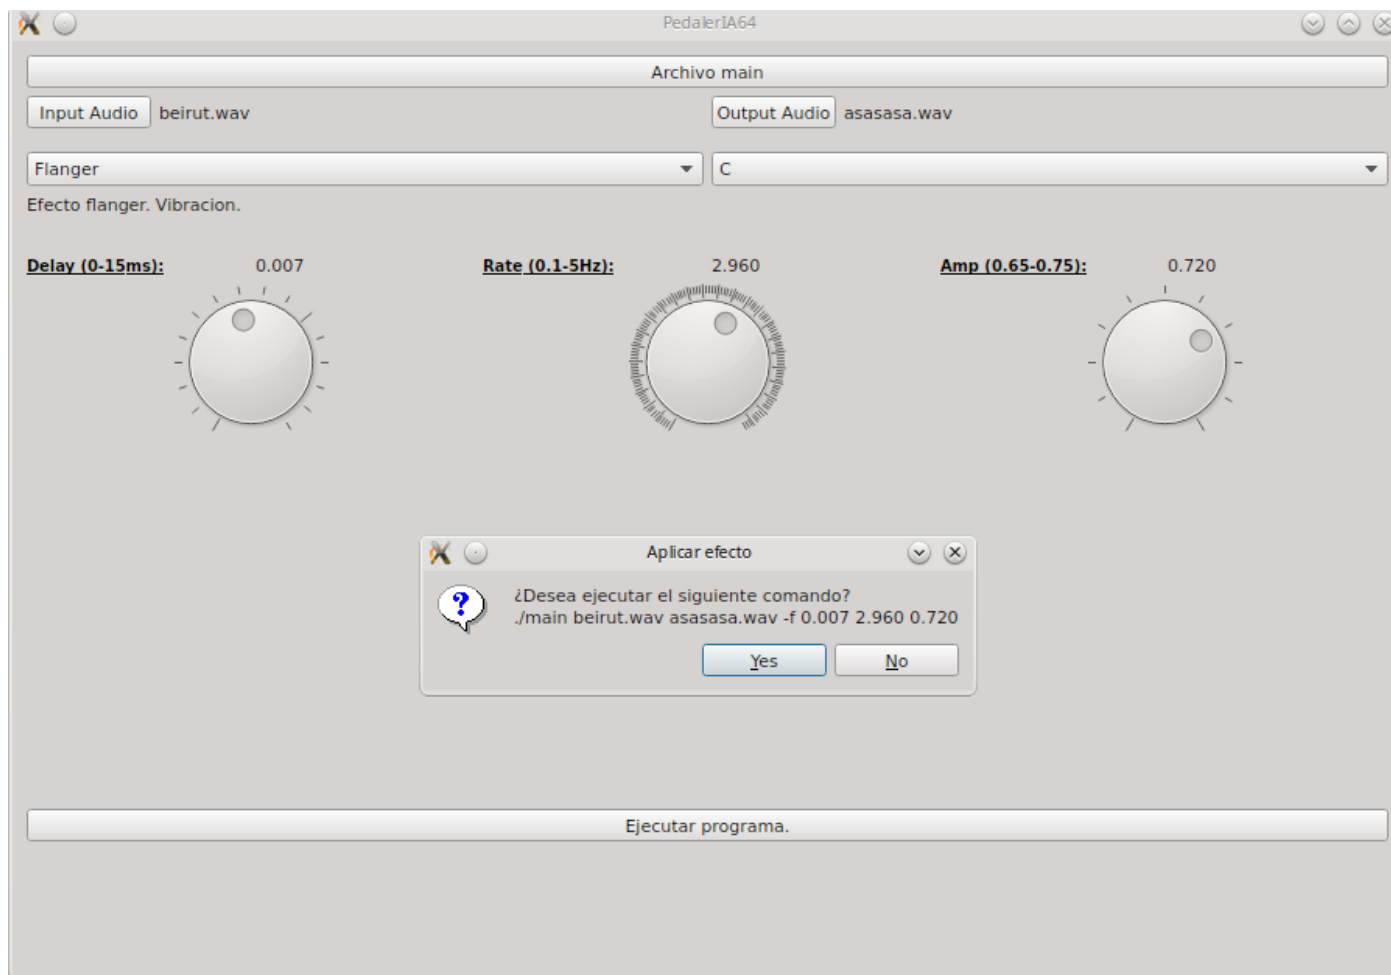 PedalerIA64
Archivo main
Input Audio beirut.wav Output Audio asasasa.wav
Flanger C
Efecto flanger. Vibracion.
Delay (0-15ms): 0.007 Rate (0.1-5Hz): 2.960 Amp (0.65-0.75): 0.720
Aplicar efecto
¿Desea ejecutar el siguiente comando?
./main beirut.wav asasasa.wav -f 0.007 2.960 0.720
Yes No
Ejecutar programa.